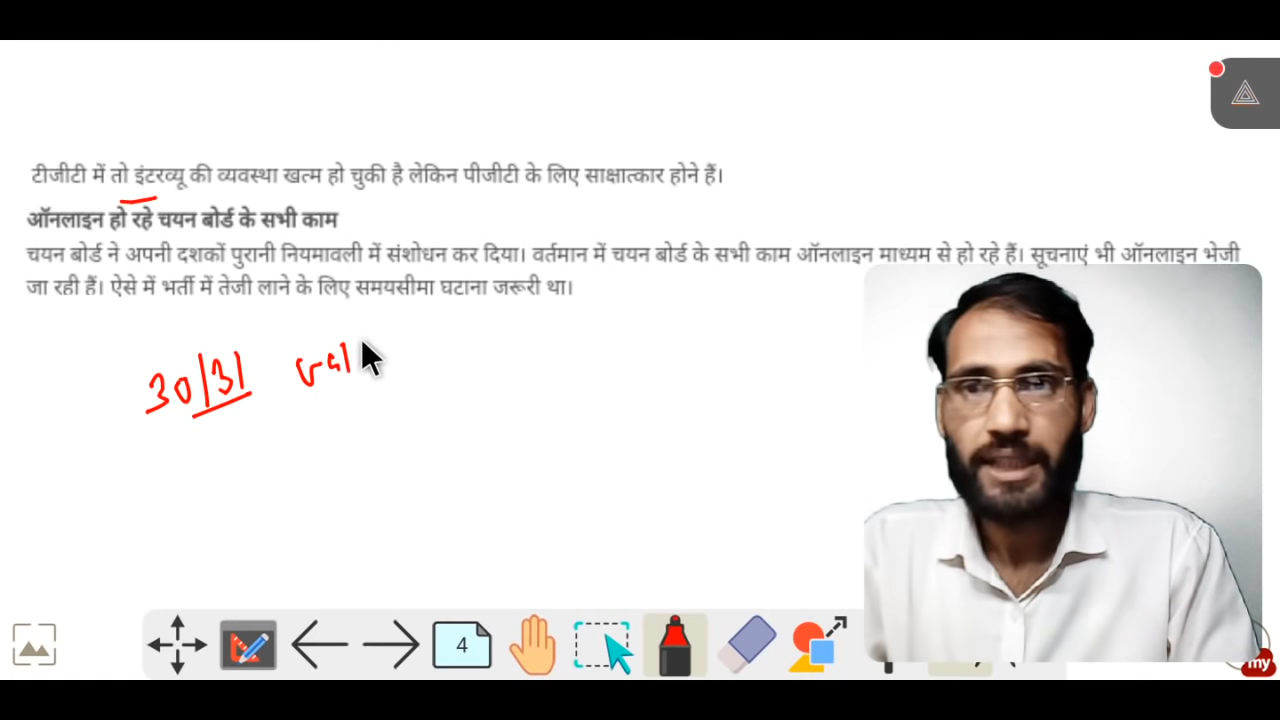 टीजीटी में तो इंटरव्यू की व्यवस्था खत्म हो चुकी है लेकिन पीजीटी के लिए साक्षात्कार होने हैं।
ऑनलाइन हो रहे चयन बोर्ड के सभी काम
चयन बोर्ड ने अपनी दशकों पुरानी नियमावली में संशोधन कर दिया। वर्तमान में चयन बोर्ड के सभी काम ऑनलाइन माध्यम से हो रहे हैं। सूचनाएं भी ऑनलाइन भेजी
जा रही हैं। ऐसे में भर्ती में तेजी लाने के लिए समयसीमा घटाना जरूरी था।
30/31
4
my